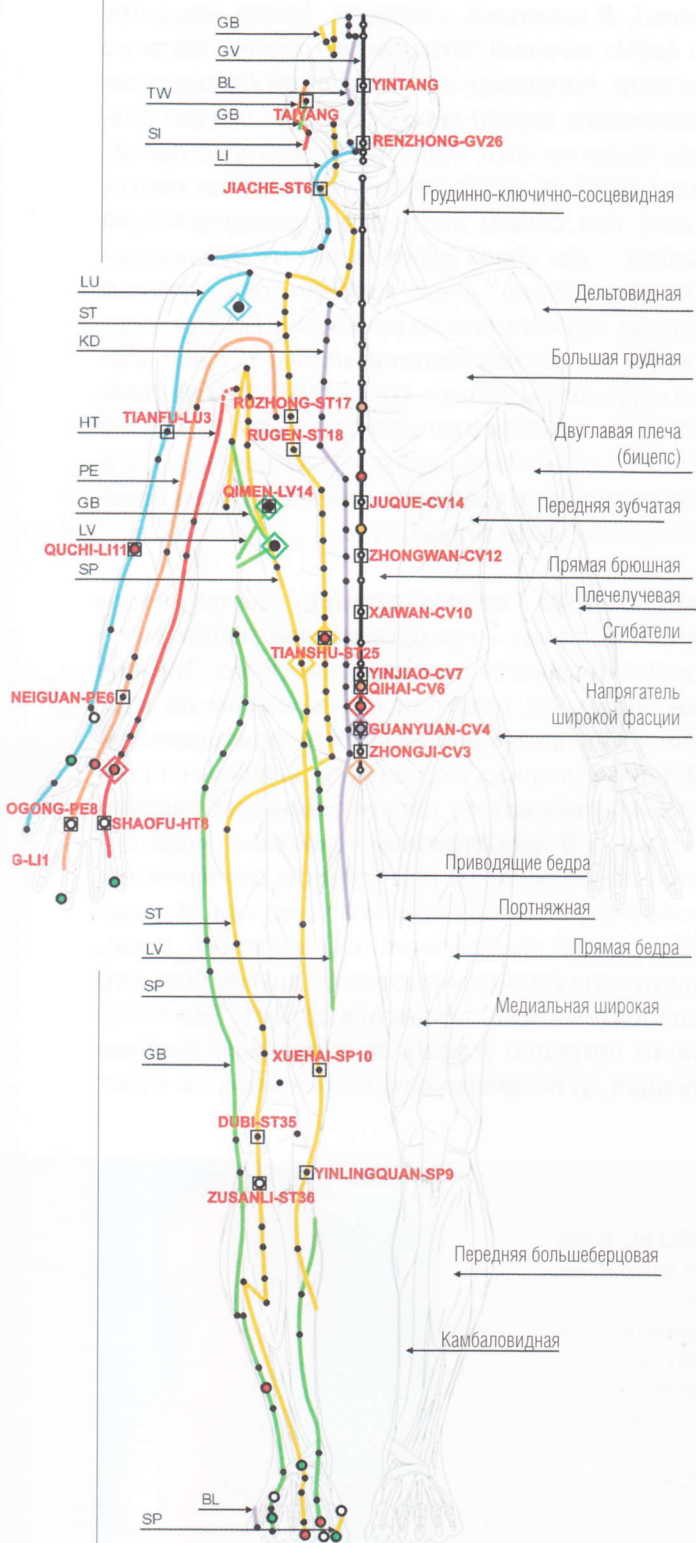 GB
GV
BL
YINTANG
TW
TAIYANG
GB
SI
RENZHONG-GV26
LI
JIACHE-ST6
Грудинно-ключично-сосцевидная
LU
Дельтовидная
ST
KD
Большая грудная
RUZHONG-ST17
TIANFU-LU3
HT
RUGEN-ST18
Двуглавая плеча
(бицепс)
PE
QIMEN-LV14
GB
JUQUE-CV14
Передняя зубчатая
LV
QUCHI-LI11
ZHONGWAN-CV12
SP
Прямая брюшная
Плечелучевая
XAIWAN-CV10
Сгибатели
TIANSHU-ST25
YINJIAO-CV7
QIHAI-CV6
NEIGUAN-PE6
Напрягатель
широкой фасции
GUANYUAN-CV4
ZHONGJI-CV3
OGONG-PE8
SHAOFU-HT8
G-LI1
Приводящие бедра
ST
Портняжная
LV
Прямая бедра
SP
Медиальная широкая
GB
XUEHAI-SP10
DUBI-ST35
YINLINGQUAN-SP9
ZUSANLI-ST36
Передняя большеберцовая
Камбаловидная
BL
SP